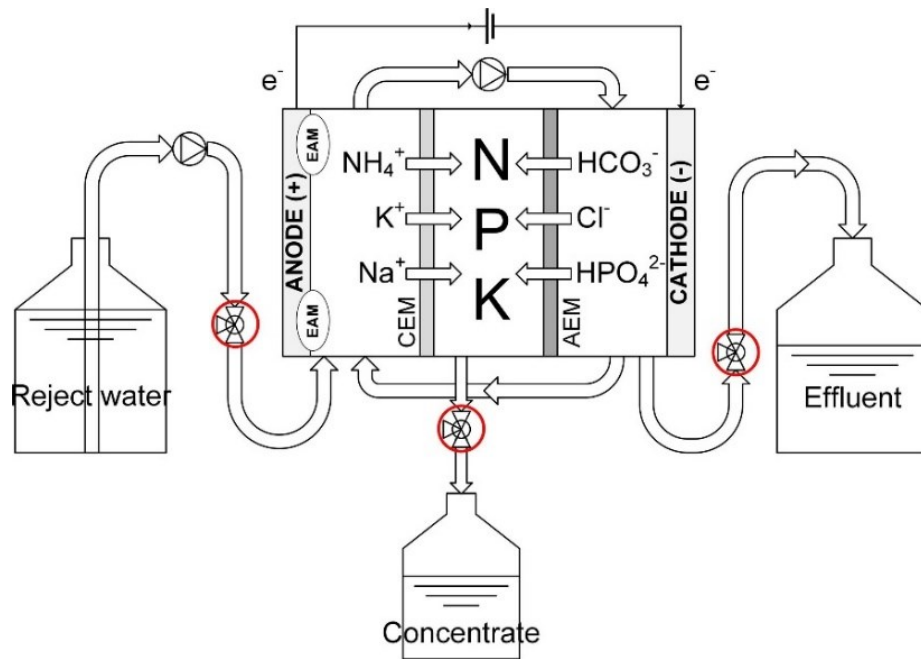 e⁻
e⁻
EAM
NH₄⁺
N
HCO₃⁻
ANODE (+)
K⁺
P
Cl⁻
CATHODE (-)
Na⁺
K
HPO₄²⁻
EAM
CEM
AEM
Reject water
Effluent
Concentrate